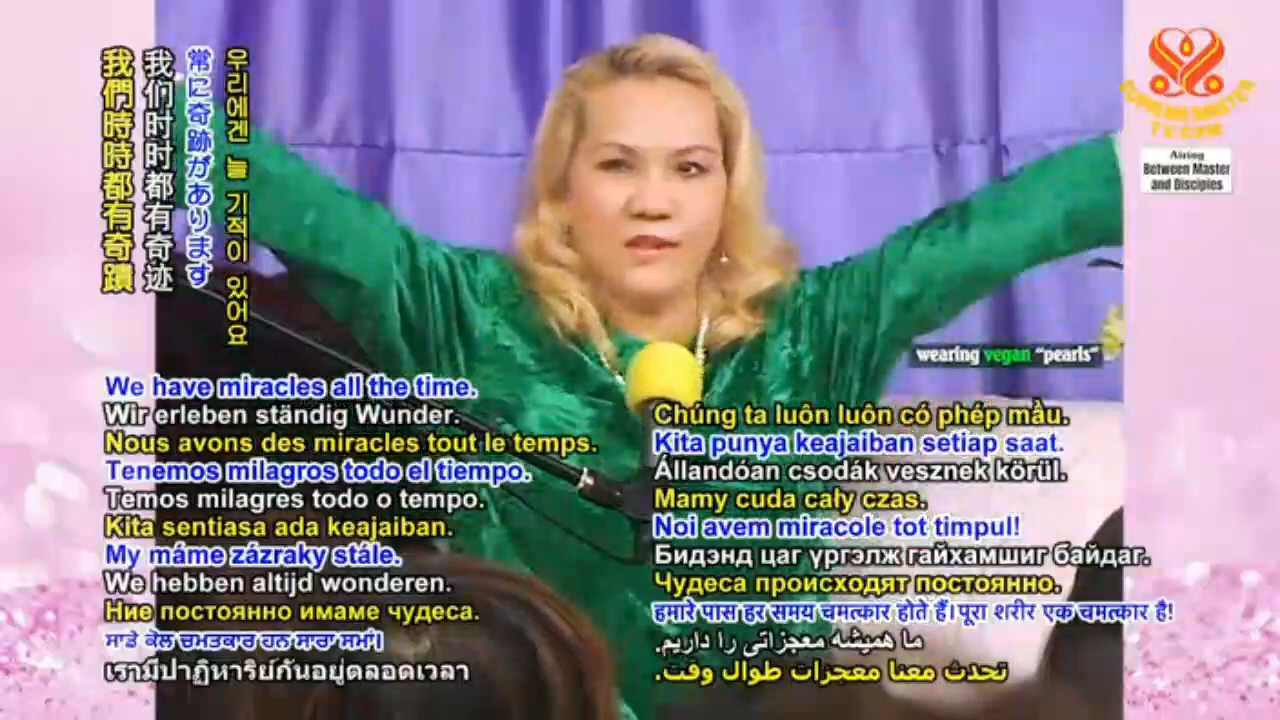 我們時時都有奇蹟
我们时时都有奇迹
常に奇跡があります
우리에겐 늘 기적이 있어요
SUPREME MASTER
TV.COM
Airing
Between Master
and Disciples
wearing vegan "pearls"
We have miracles all the time.
Wir erleben ständig Wunder.
Nous avons des miracles tout le temps.
Tenemos milagros todo el tiempo.
Temos milagres todo o tempo.
Kita sentiasa ada keajaiban.
My máme zázraky stále.
We hebben altijd wonderen.
Ние постоянно имаме чудеса.
ਸਾਡੇ ਕੋਲ ਚਮਤਕਾਰ ਹਨ ਸਾਰਾ ਸਮਾਂ।
เรามีปาฏิหาริย์กันอยู่ตลอดเวลา
Chúng ta luôn luôn có phép mầu.
Kita punya keajaiban setiap saat.
Állandóan csodák vesznek körül.
Mamy cuda cały czas.
Noi avem miracole tot timpul!
Бидэнд цаг үргэлж гайхамшиг байдаг.
Чудеса происходят постоянно.
हमारे पास हर समय चमत्कार होते हैं। पूरा शरीर एक चमत्कार है!
ما همیشه معجزاتی را داریم.
تحدث معنا معجزات طوال وقت.